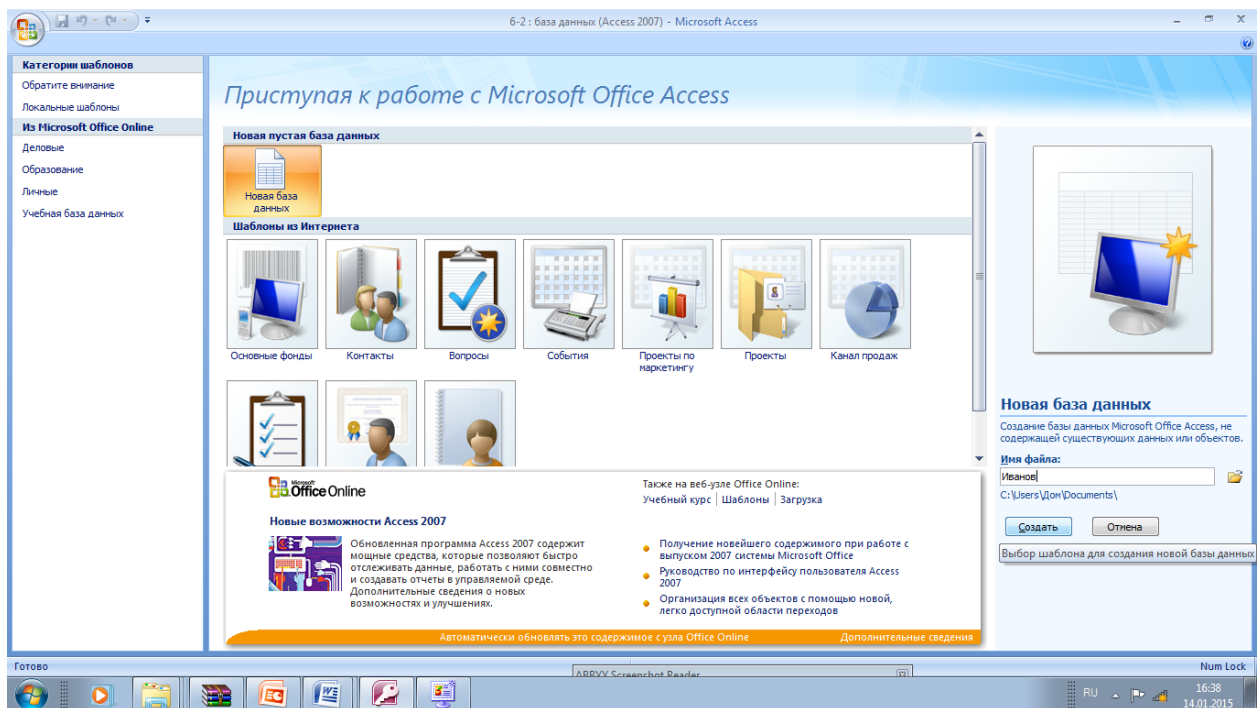 6-2 : база данных (Access 2007) - Microsoft Access
Категории шаблонов
Обратите внимание
Локальные шаблоны
Из Microsoft Office Online
Деловые
Образование
Личные
Учебная база данных
Приступая к работе с Microsoft Office Access
Новая пустая база данных
Новая база
данных
Шаблоны из Интернета
Основные фонды
Контакты
Вопросы
События
Проекты по
маркетингу
Проекты
Канал продаж
Microsoft
Office Online
Новые возможности Access 2007
Обновленная программа Access 2007 содержит
мощные средства, которые позволяют быстро
отслеживать данные, работать с ними совместно
и создавать отчеты в управляемой среде.
Дополнительные сведения о новых
возможностях и улучшениях.
Также на веб-узле Office Online:
Учебный курс | Шаблоны | Загрузка
Получение новейшего содержимого при работе с
выпуском 2007 системы Microsoft Office
Руководство по интерфейсу пользователя Access
2007
Организация всех объектов с помощью новой,
легко доступной области переходов
Автоматически обновлять это содержимое с узла Office Online
Дополнительные сведения
Новая база данных
Создание базы данных Microsoft Office Access, не
содержащей существующих данных или объектов.
Имя файла:
Иванов
C:\Users\Дон\Documents\
Создать
Отмена
Выбор шаблона для создания новой базы данных
Готово
Num Lock
ABBYY Screenshot Reader
RU
16:38
14.01.2015